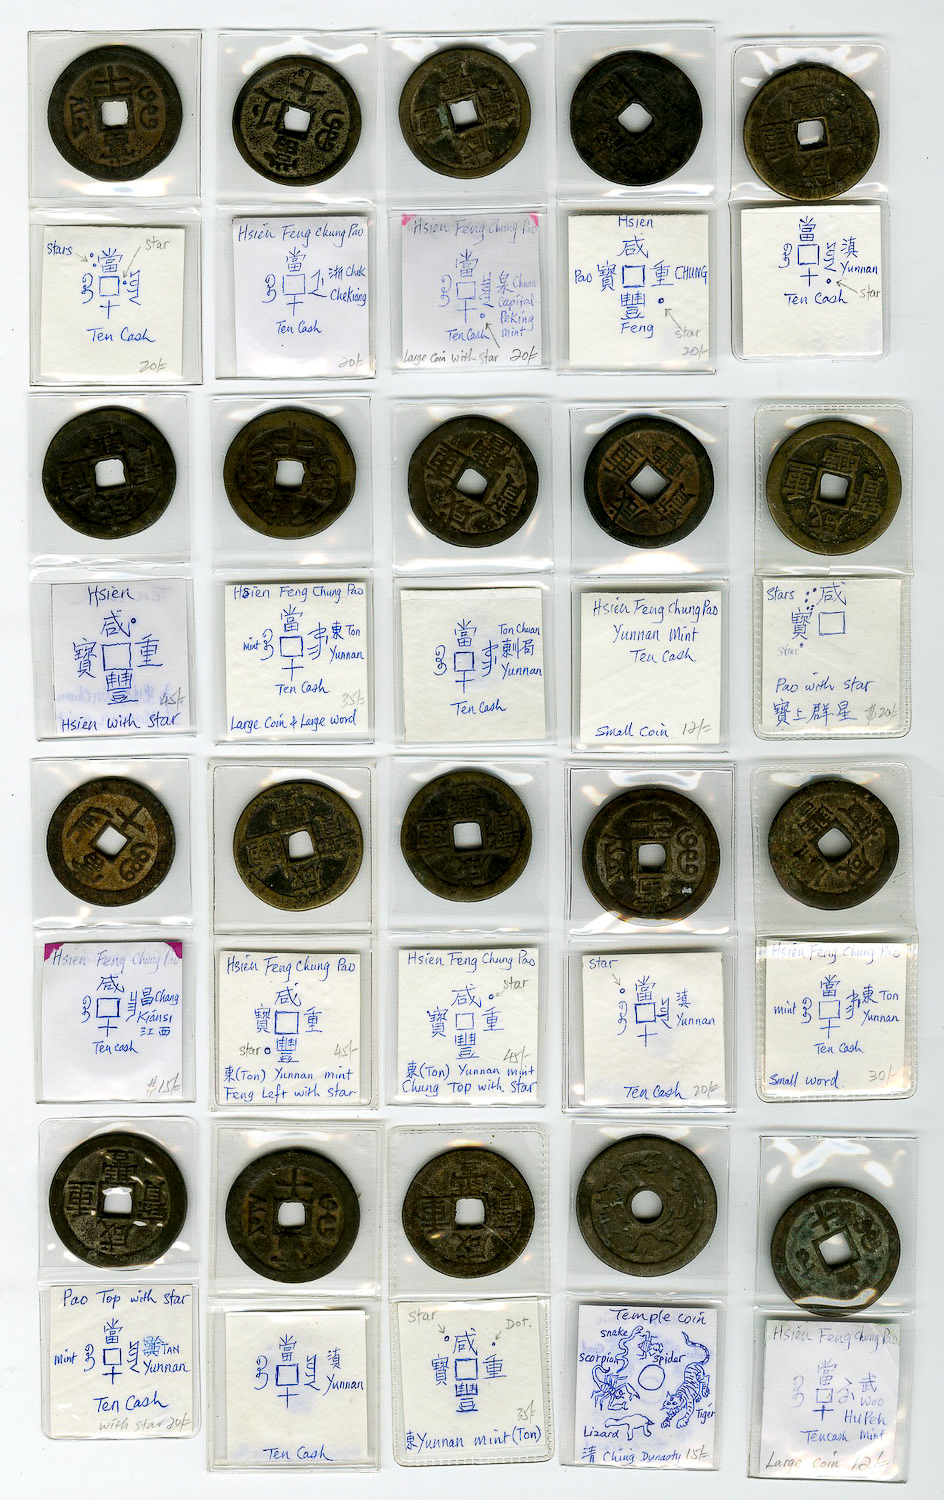 Stars
star
當
十
Ten Cash
20/-
Hsien Feng Chung Pao
當
浙 Chek
Chekiang
十
Ten Cash
20/-
Hsien Feng Chung Pao
當
泉 Chuan
Capital
Peking
mint
十
Ten Cash
Large Coin with Star 20/-
Hsien
咸
Pao 寶 重 CHUNG
豐
Feng
star
20/-
當
滇
Yunnan
十
Ten Cash
star
Hsien
咸
寶 重
豐
45/-
Hsien with Star
Hsien Feng Chung Pao
當
mint 東 Ton
Yunnan
十
Ten Cash
35/-
Large Coin & Large word
當
Ton Chuan
東 局
Yunnan
十
Ten Cash
Hsien Feng Chung Pao
Yunnan Mint
Ten Cash
Small Coin 12/-
Stars 咸
寶
star
Pao with star
寶上群星 $20/-
Hsien Feng Chung Pao
咸
昌 Chang
Kiansi
江西
十
Ten cash
$15/-
Hsien Feng Chung Pao
咸
寶 重
star 豐
45/-
東(Ton) Yunnan mint
Feng Left with star
Hsien Feng Chung Pao
咸 star
寶 重
豐
45/-
東(Ton) Yunnan mint
Chung Top with Star
star
當
滇
Yunnan
十
Ten Cash 20/-
Hsien Feng Chung Pao
當
mint 東 Ton
Yunnan
十
Ten Cash
Small word 30/-
Pao Top with Star
當
mint TAN
Yunnan
十
Ten Cash
with star 20/-
當
滇
Yunnan
十
Ten Cash
Star
咸 Dot.
寶 重
豐
35/-
東 Yunnan mint (Ton)
Temple coin
snake
scorpion spider
Tiger
Lizard
清 Ching Dynasty 15/-
Hsien Feng Chung Pao
當
武
Woo
HuPeh
十
Ten cash Mint
Large Coin 12/-